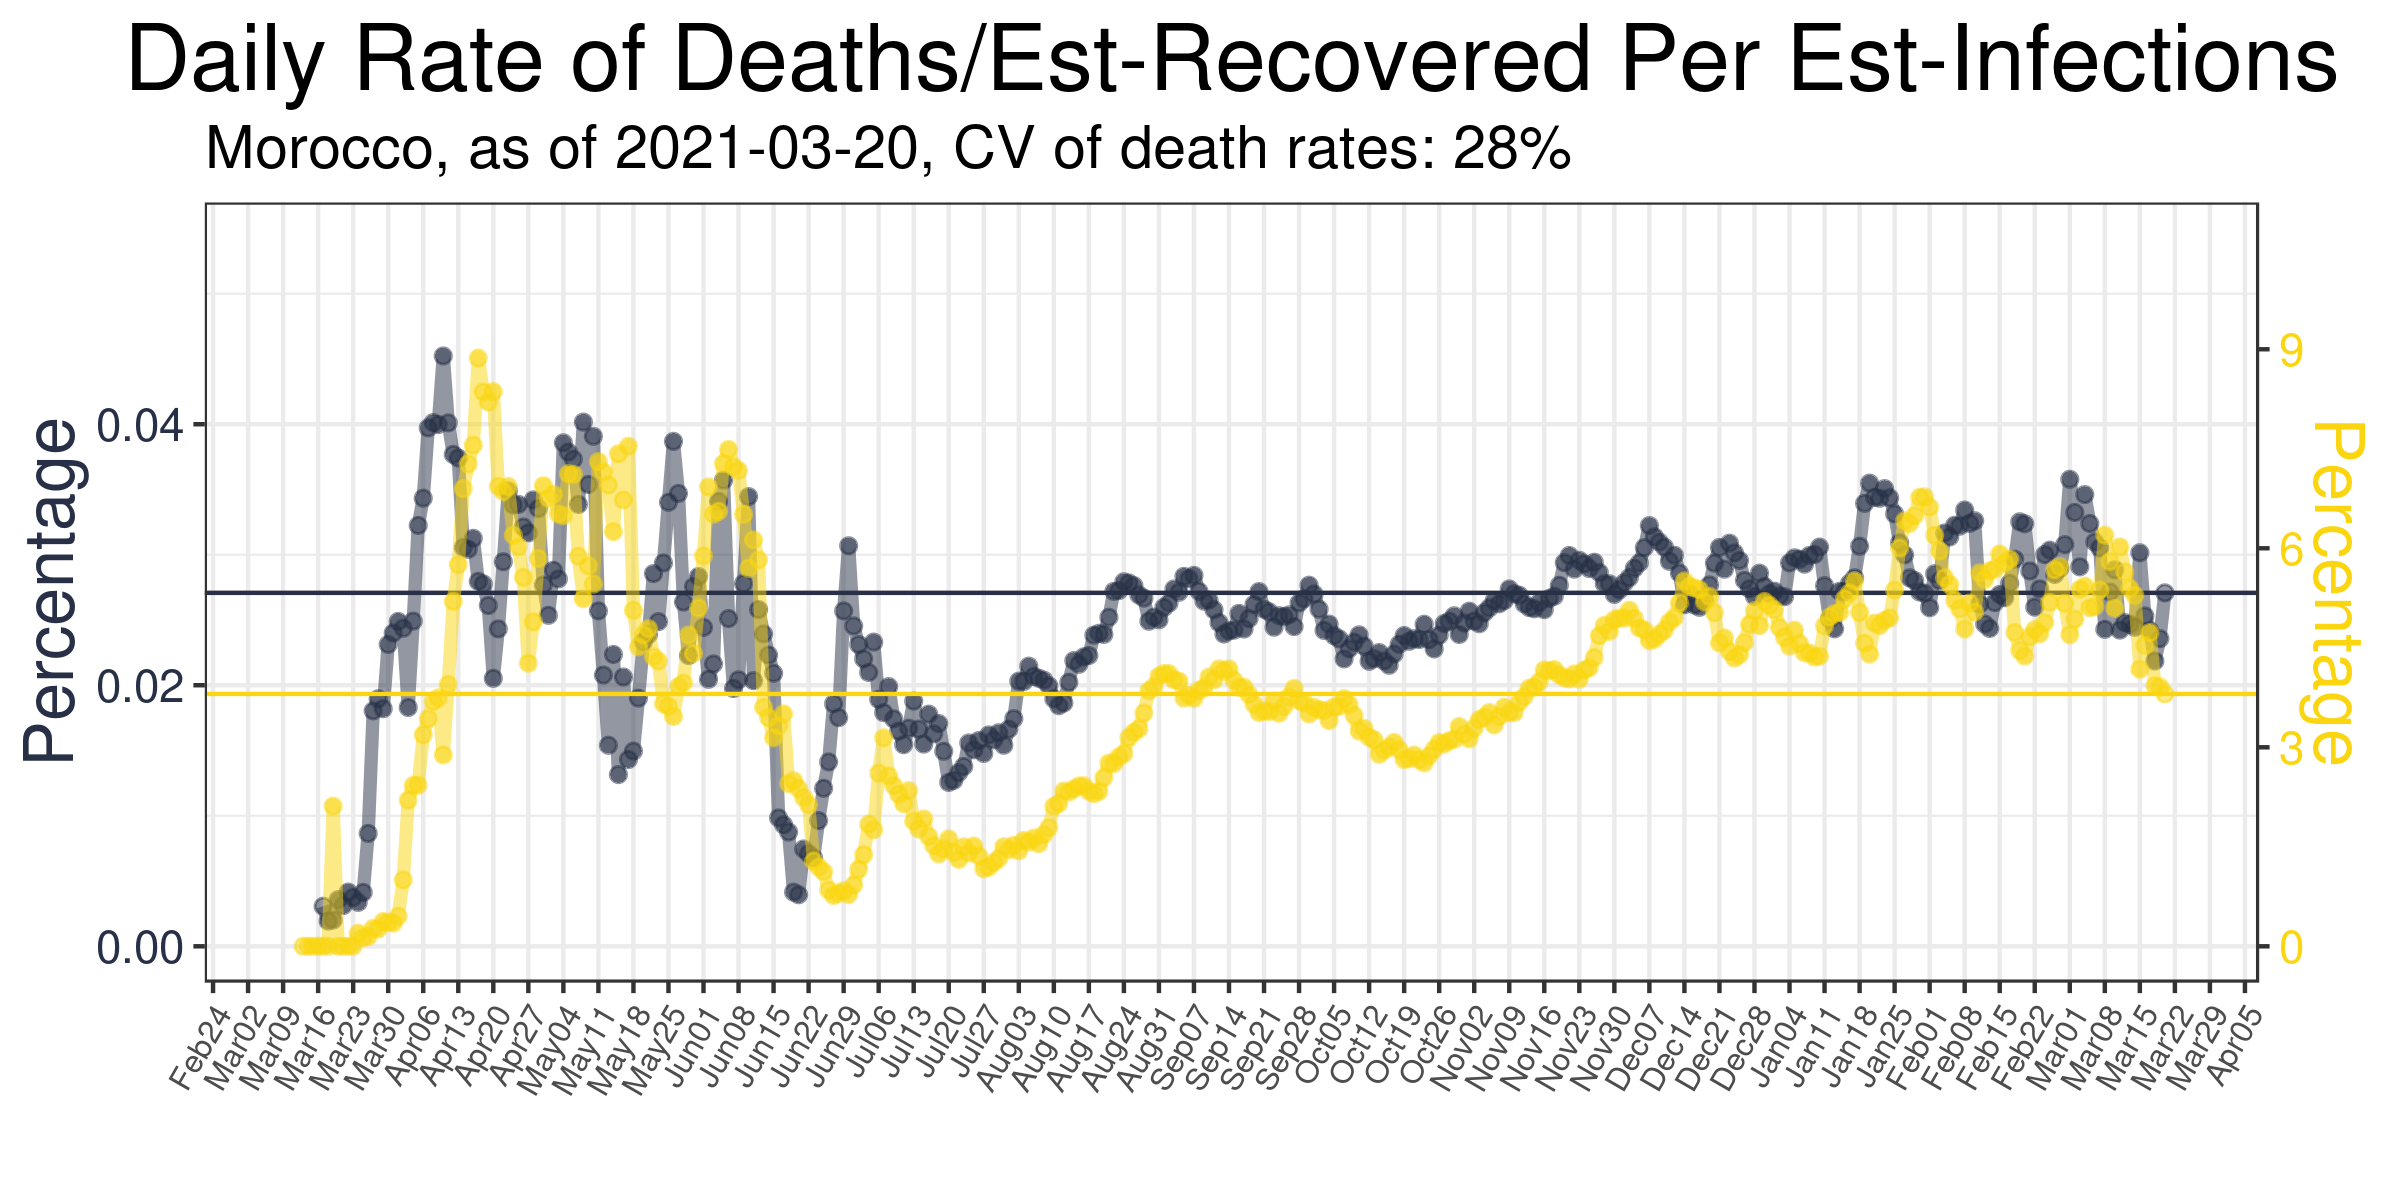 Daily Rate of Deaths/Est-Recovered Per Est-Infections
Morocco, as of 2021-03-20, CV of death rates: 28%
Percentage
0.04
0.02
0.00
9
6
3
0
Percentage
Feb24
Mar02
Mar09
Mar16
Mar23
Mar30
Apr06
Apr13
Apr20
Apr27
May04
May11
May18
May25
Jun01
Jun08
Jun15
Jun22
Jun29
Jul06
Jul13
Jul20
Jul27
Aug03
Aug10
Aug17
Aug24
Aug31
Sep07
Sep14
Sep21
Sep28
Oct05
Oct12
Oct19
Oct26
Nov02
Nov09
Nov16
Nov23
Nov30
Dec07
Dec14
Dec21
Dec28
Jan04
Jan11
Jan18
Jan25
Feb01
Feb08
Feb15
Feb22
Mar01
Mar08
Mar15
Mar22
Mar29
Apr05